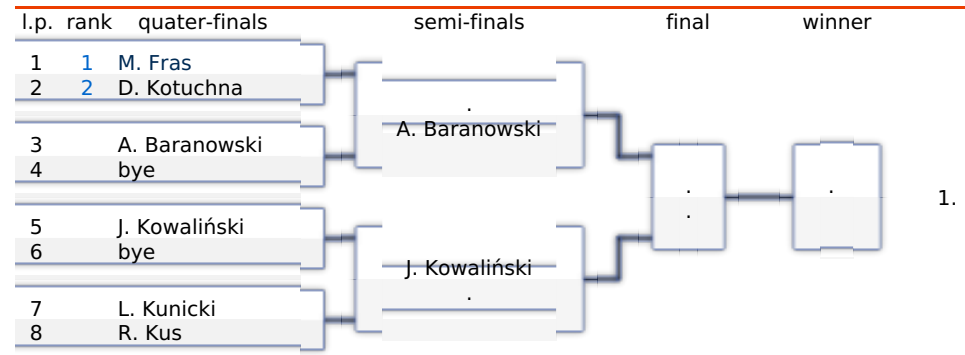 l.p. rank quater-finals semi-finals final winner
1 1 M. Fras
2 2 D. Kotuchna
.
A. Baranowski
3 A. Baranowski
4 bye
.
.
. 1.
5 J. Kowaliński
6 bye
J. Kowaliński
.
7 L. Kunicki
8 R. Kus